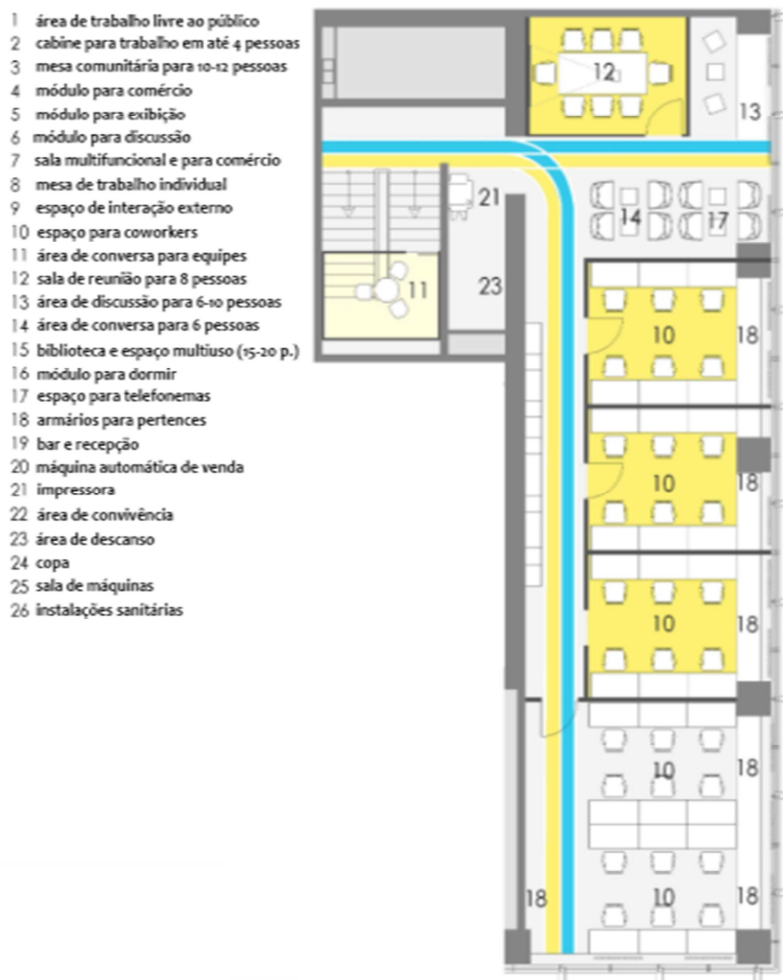 1 área de trabalho livre ao público
2 cabine para trabalho em até 4 pessoas
3 mesa comunitária para 10-12 pessoas
4 módulo para comércio
5 módulo para exibição
6 módulo para discussão
7 sala multifuncional e para comércio
8 mesa de trabalho individual
9 espaço de interação externo
10 espaço para coworkers
11 área de conversa para equipes
12 sala de reunião para 8 pessoas
13 área de discussão para 6-10 pessoas
14 área de conversa para 6 pessoas
15 biblioteca e espaço multiuso (15-20 p.)
16 módulo para dormir
17 espaço para telefonemas
18 armários para pertences
19 bar e recepção
20 máquina automática de venda
21 impressora
22 área de convivência
23 área de descanso
24 copa
25 sala de máquinas
26 instalações sanitárias
12
13
21
14
17
23
11
10
18
10
18
10
18
10
18
18
10
18